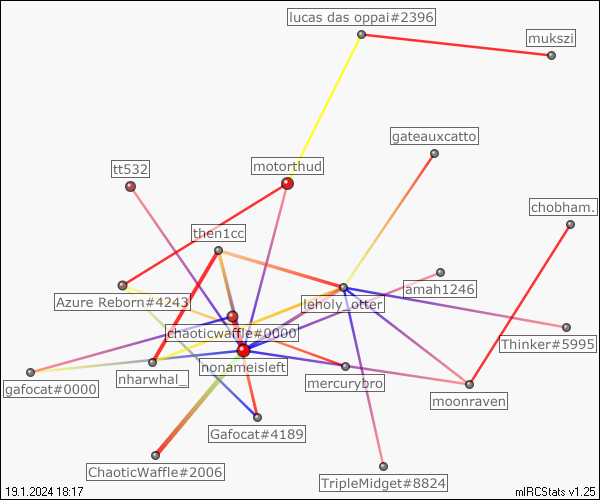 lucas das oppai#2396
mukszi
gateauxcatto
motorthud
tt532
chobham.
then1cc
amah1246
Azure Reborn#4243
leholy_otter
chaoticwaffle#0000
Thinker#5995
nonameisleft
mercurybro
gafocat#0000
nharwhal_
moonraven
Gafocat#4189
ChaoticWaffle#2006
TripleMidget#8824
19.1.2024 18:17
mIRCStats v1.25